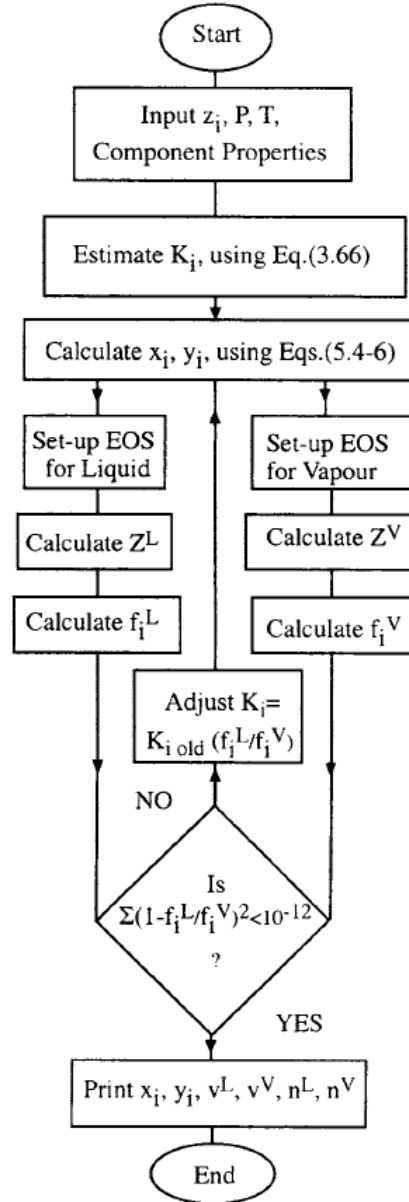 Start
Input z_i, P, T,
Component Properties
Estimate K_i, using Eq.(3.66)
Calculate x_i, y_i, using Eqs.(5.4-6)
Set-up EOS
for Liquid
Set-up EOS
for Vapour
Calculate Z^L
Calculate Z^V
Calculate f_i^L
Calculate f_i^V
Adjust K_i=
K_i old (f_i^L/f_i^V)
NO
Is
Σ(1-f_i^L/f_i^V)^2<10^-12
?
YES
Print x_i, y_i, v^L, v^V, n^L, n^V
End